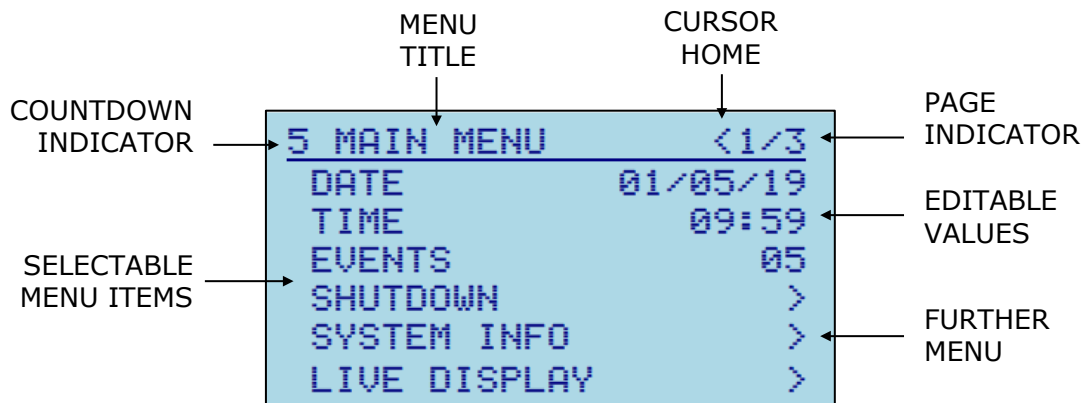 MENU
TITLE
CURSOR
HOME
COUNTDOWN
INDICATOR
PAGE
INDICATOR
5 MAIN MENU <1/3
DATE 01/05/19
TIME 09:59
EVENTS 05
SHUTDOWN >
SYSTEM INFO >
LIVE DISPLAY >
EDITABLE
VALUES
SELECTABLE
MENU ITEMS
FURTHER
MENU